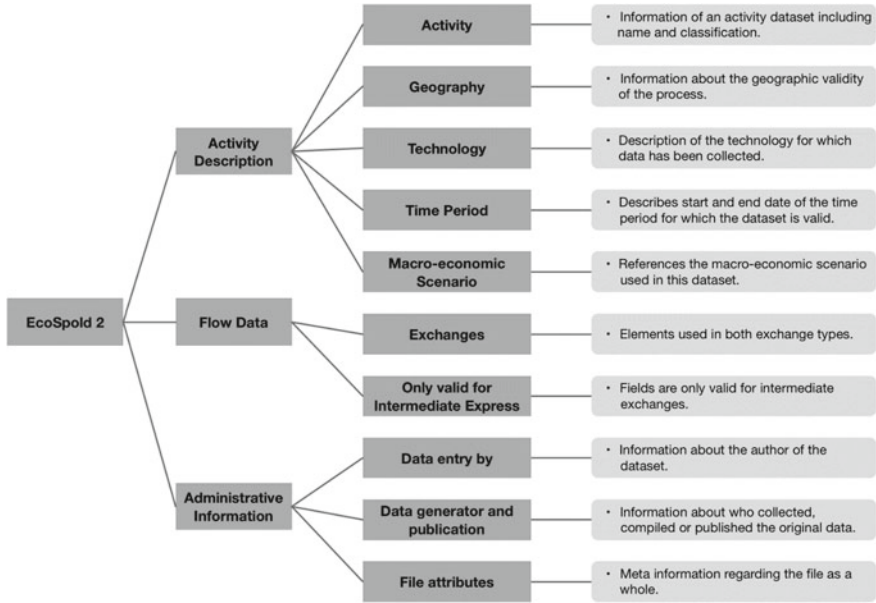 Activity
• Information of an activity dataset including
name and classification.
Geography
• Information about the geographic validity
of the process.
Activity
Description
Technology
• Description of the technology for which
data has been collected.
Time Period
• Describes start and end date of the time
period for which the dataset is valid.
Macro-economic
Scenario
• References the macro-economic scenario
used in this dataset.
EcoSpold 2
Flow Data
Exchanges
• Elements used in both exchange types.
Only valid for
Intermediate Express
• Fields are only valid for intermediate
exchanges.
Data entry by
• Information about the author of the
dataset.
Administrative
Information
Data generator and
publication
• Information about who collected,
compiled or published the original data.
File attributes
• Meta information regarding the file as a
whole.